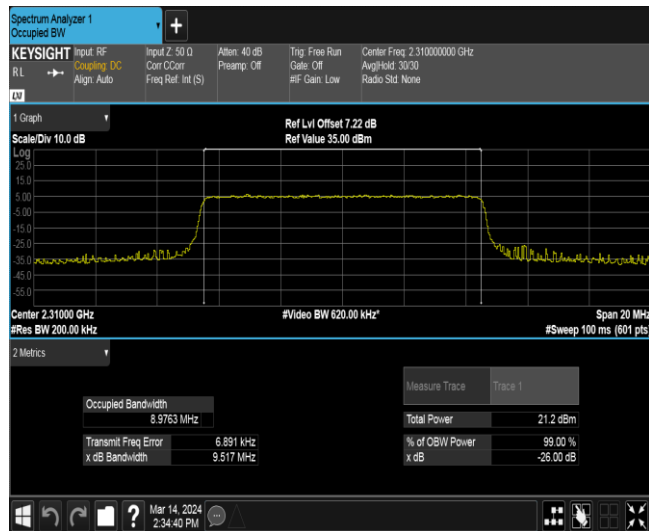 Spectrum Analyzer 1
Occupied BW
+
KEYSIGHT
RL
LXI
Input: RF
Coupling: DC
Align: Auto
Input Z: 50 Ω
Corr CCorr
Freq Ref: Int (S)
Atten: 40 dB
Preamp: Off
Trig: Free Run
Gate: Off
#IF Gain: Low
Center Freq: 2.310000000 GHz
Avg|Hold: 30/30
Radio Std: None
1 Graph
Scale/Div 10.0 dB
Ref Lvl Offset 7.22 dB
Ref Value 35.00 dBm
Log
25.0
15.0
5.00
-5.00
-15.0
-25.0
-35.0
-45.0
-55.0
Center 2.31000 GHz
#Res BW 200.00 kHz
#Video BW 620.00 kHz*
Span 20 MHz
#Sweep 100 ms (601 pts)
2 Metrics
Measure Trace Trace 1
Occupied Bandwidth
8.9763 MHz
Total Power 21.2 dBm
Transmit Freq Error 6.891 kHz
% of OBW Power 99.00 %
x dB Bandwidth 9.517 MHz
x dB -26.00 dB
?
Mar 14, 2024
2:34:40 PM